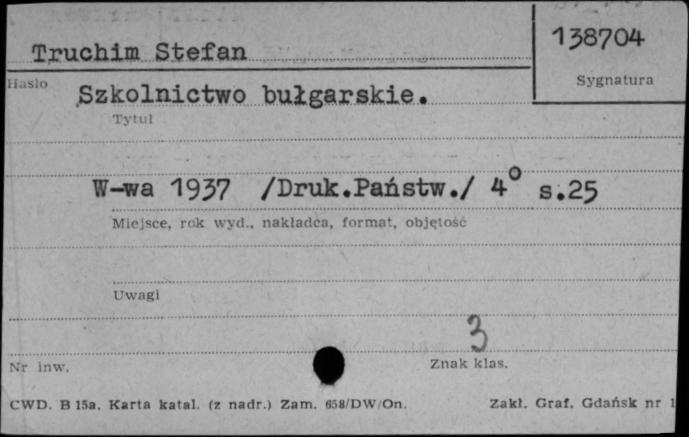 Truchim Stefan
138704
Hasło
Sygnatura
Szkolnictwo bułgarskie.
Tytuł
W-wa 1937 /Druk.Państw./ 4° s.25
Miejsce, rok wyd., nakładca, format, objętość
Uwagi
3
Nr inw.
Znak klas.
CWD. B 15a. Karta katal. (z nadr.) Zam. 658/DW/On.
Zakł. Graf. Gdańsk nr 1